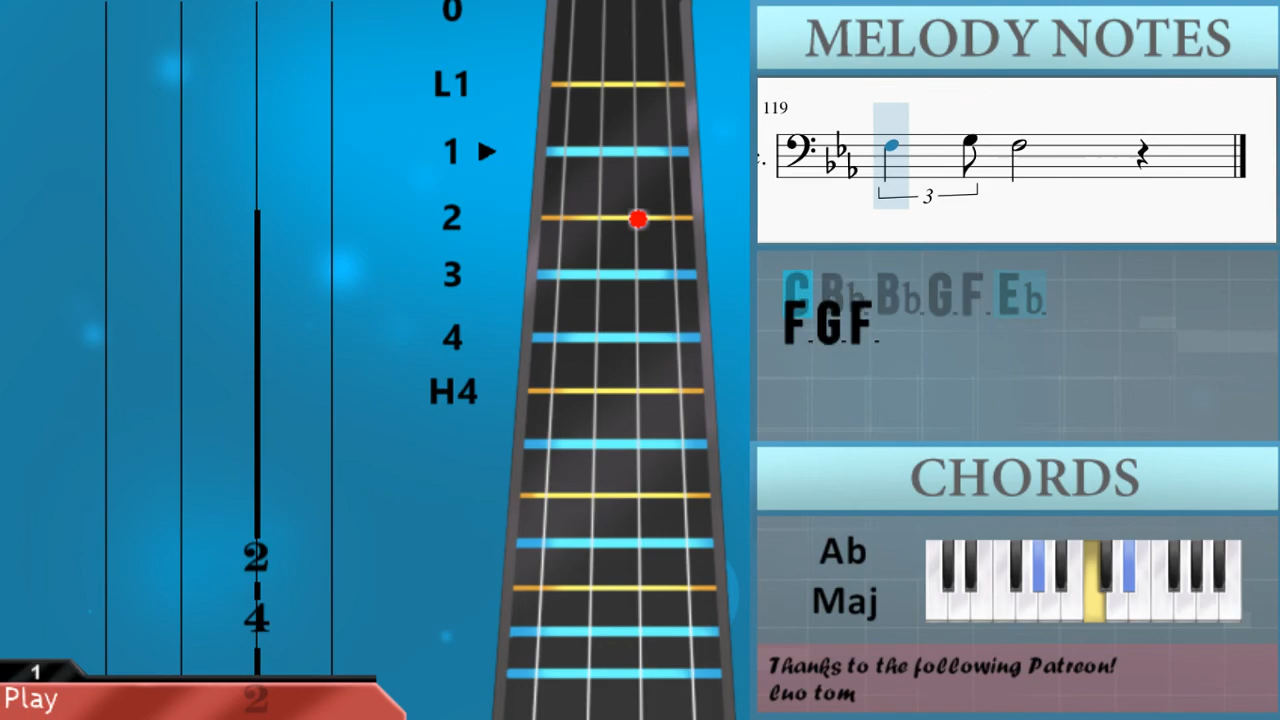 0
L1
1
2
3
4
H4
2
4
2
1
Play
MELODY NOTES
119
3
C Bb. Bb. G. F. Eb.
F. G. F.
CHORDS
Ab
Maj
Thanks to the following Patreon!
luo tom